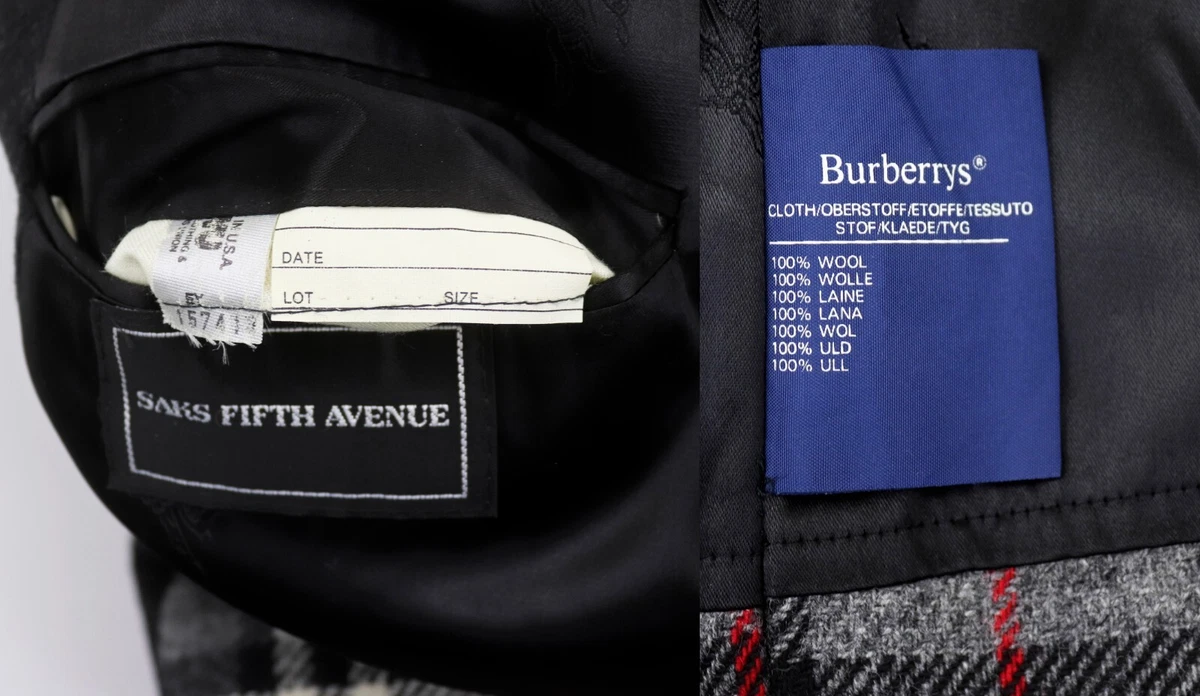 IN U.S.A.
DATE
LOT SIZE
SAKS FIFTH AVENUE
Burberrys®
CLOTH/OBERSTOFF/ETOFFE/TESSUTO
STOF/KLAEDE/TYG
100% WOOL
100% WOLLE
100% LAINE
100% LANA
100% WOL
100% ULD
100% ULL